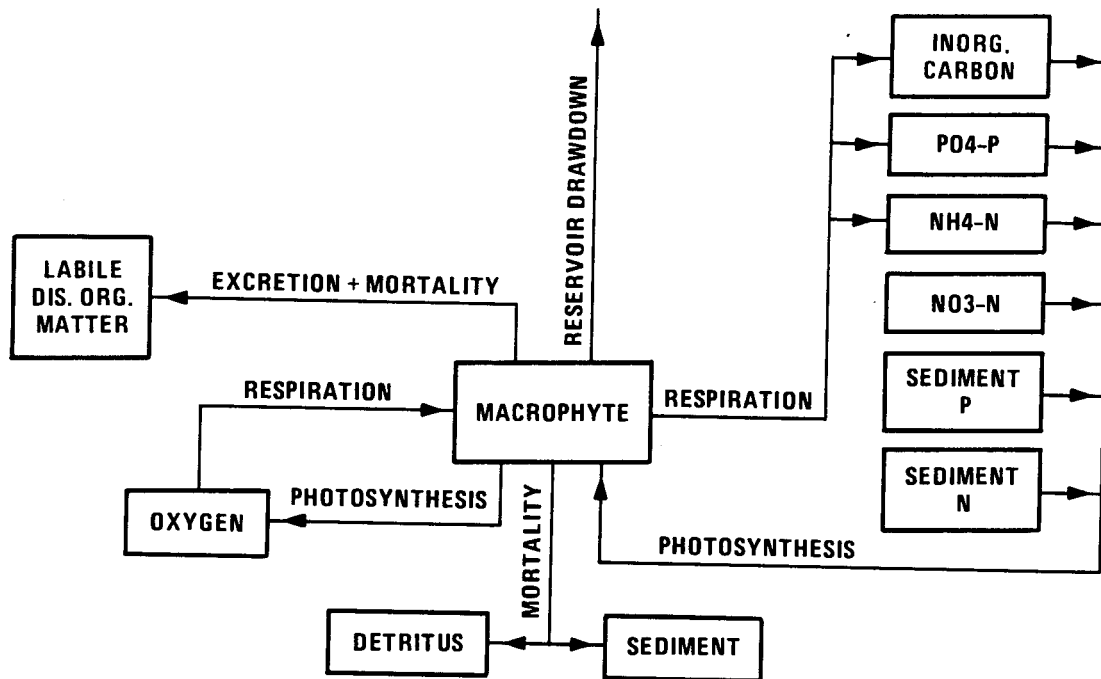 INORG.
CARBON
PO4-P
NH4-N
NO3-N
SEDIMENT
P
SEDIMENT
N
RESERVOIR DRAWDOWN
LABILE
DIS. ORG.
MATTER
EXCRETION + MORTALITY
RESPIRATION
MACROPHYTE
RESPIRATION
OXYGEN
PHOTOSYNTHESIS
MORTALITY
PHOTOSYNTHESIS
DETRITUS
SEDIMENT